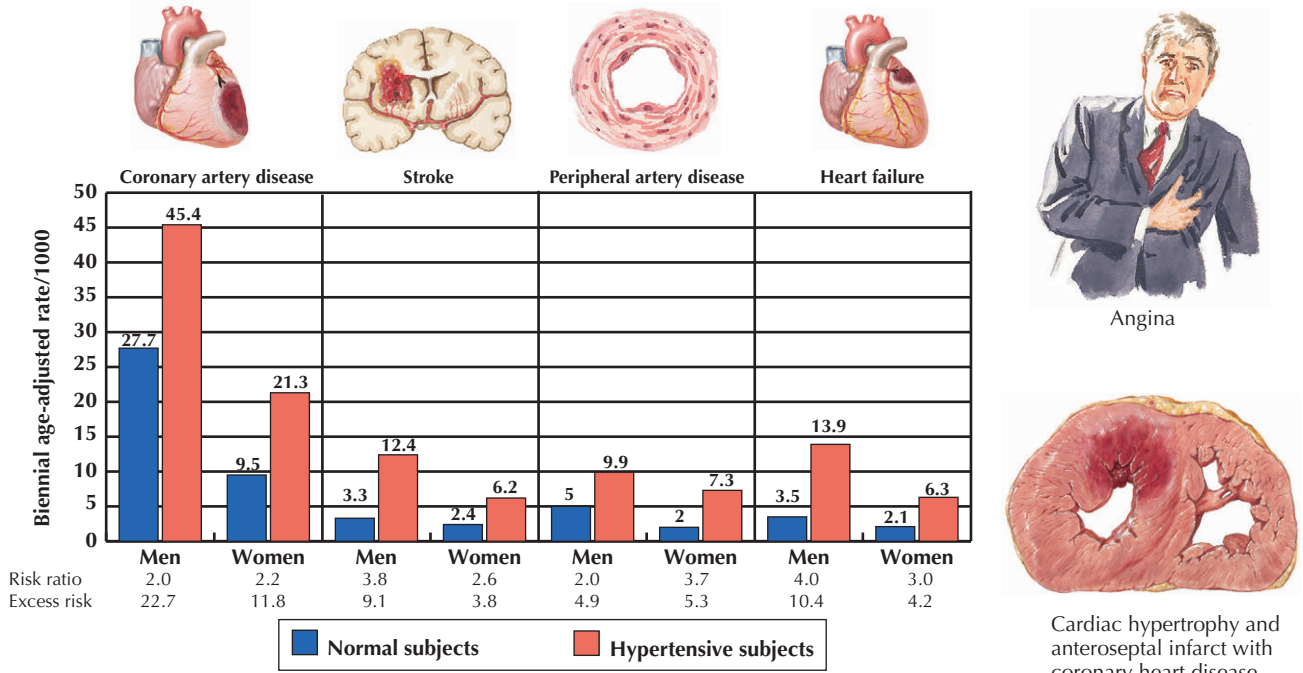 Coronary artery disease
Stroke
Peripheral artery disease
Heart failure
Biennial age-adjusted rate/1000
50
45
40
35
30
25
20
15
10
5
0
27.7
45.4
9.5
21.3
3.3
12.4
2.4
6.2
5
9.9
2
7.3
3.5
13.9
2.1
6.3
Men Women Men Women Men Women Men Women
Risk ratio 2.0 2.2 3.8 2.6 2.0 3.7 4.0 3.0
Excess risk 22.7 11.8 9.1 3.8 4.9 5.3 10.4 4.2
Normal subjects
Hypertensive subjects
Angina
Cardiac hypertrophy and
anteroseptal infarct with
coronary heart disease